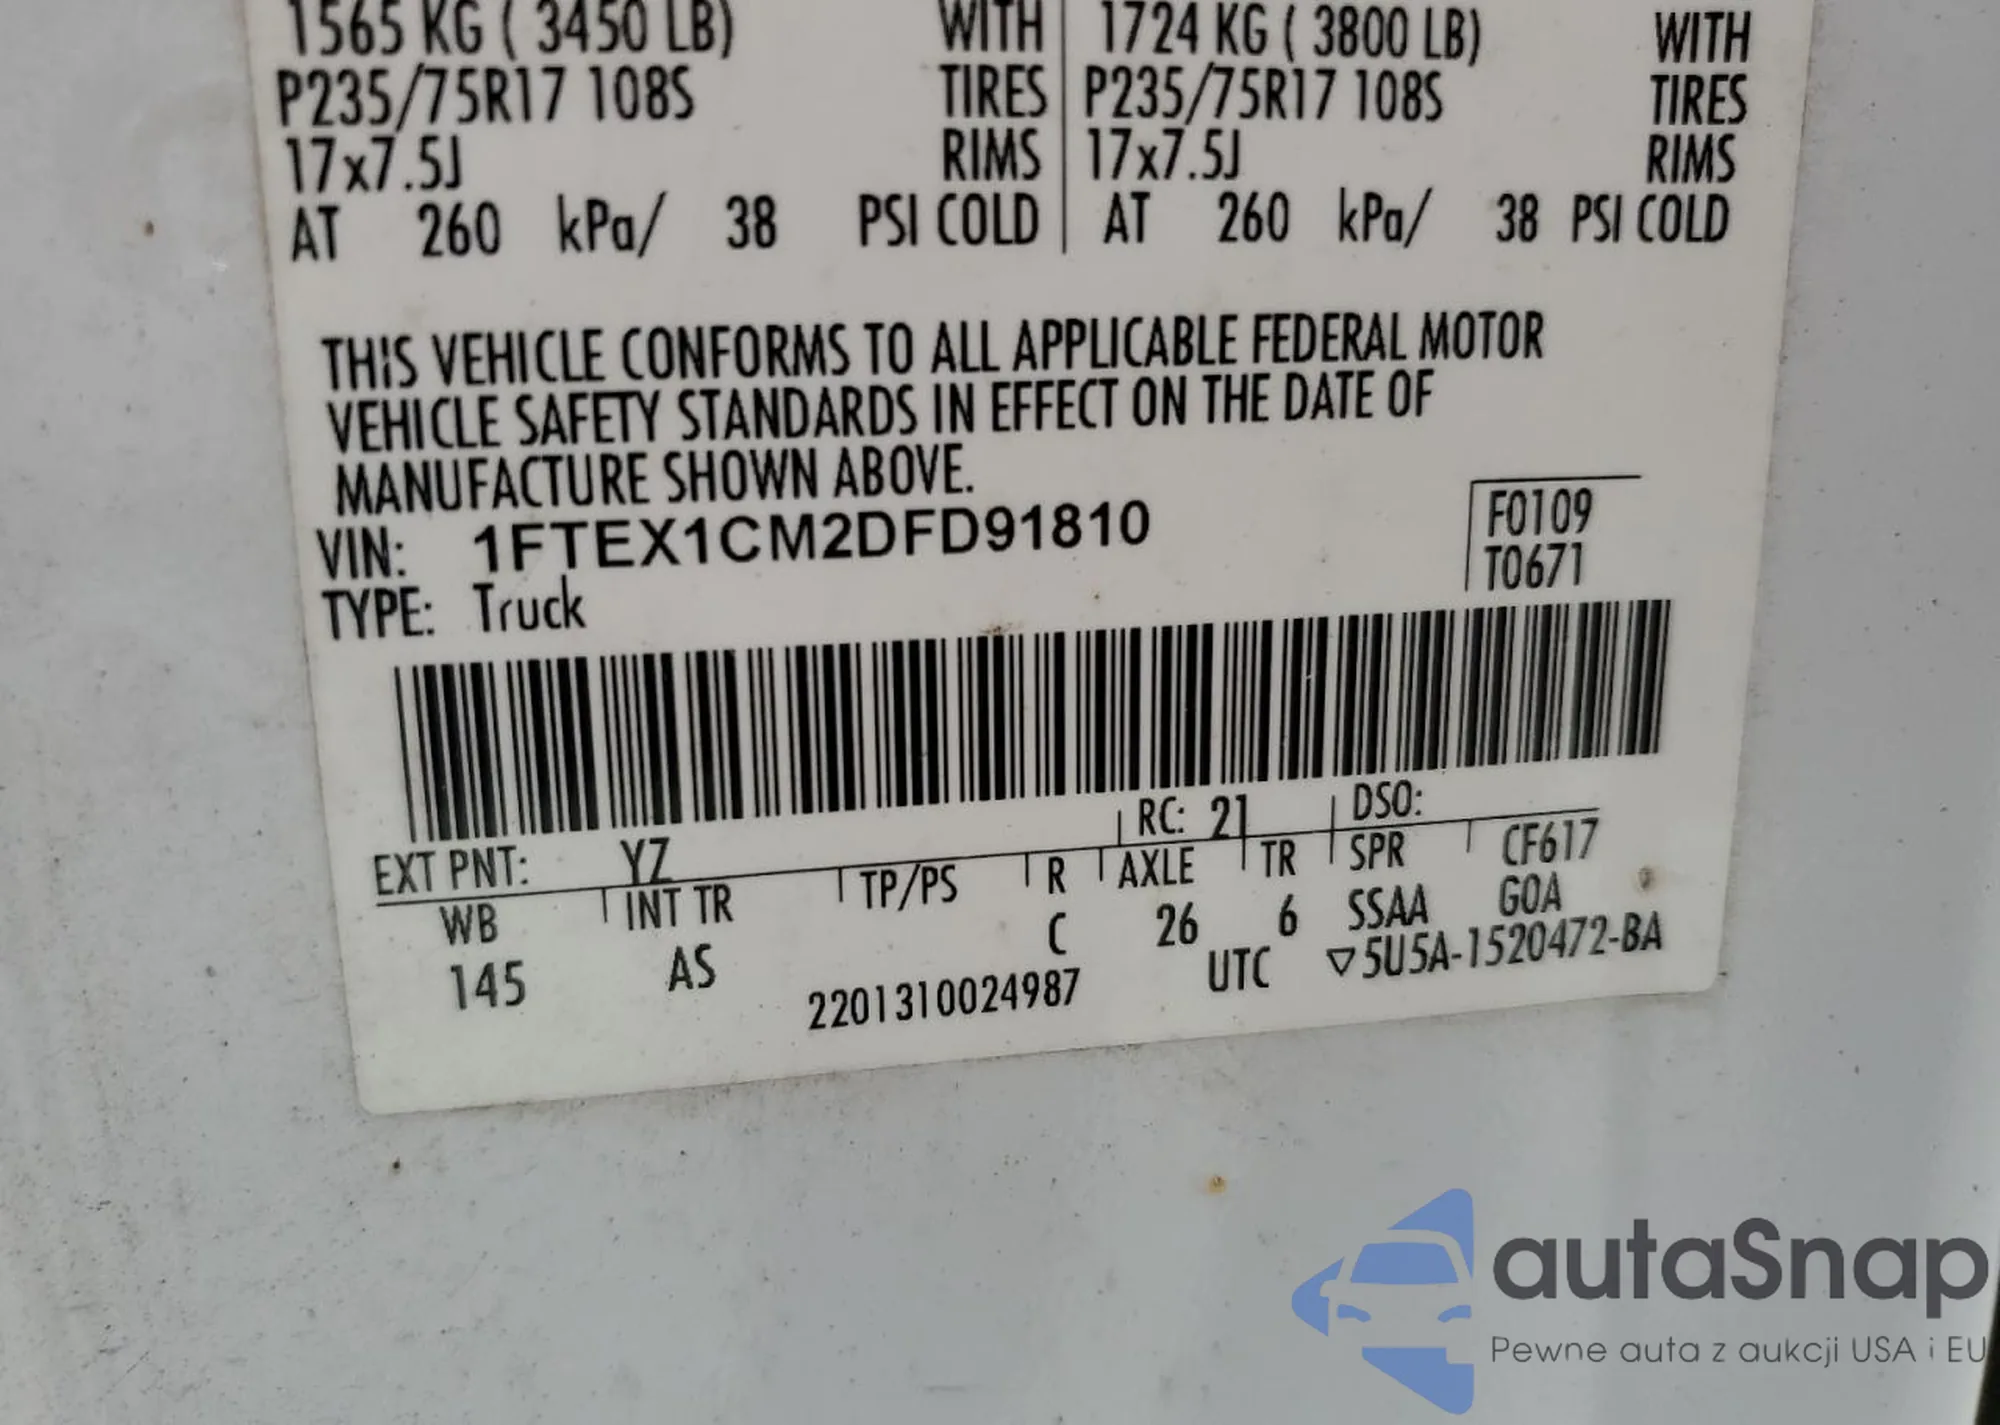 1565 KG ( 3450 LB) WITH 1724 KG ( 3800 LB) WITH
P235/75R17 108S TIRES P235/75R17 108S TIRES
17x7.5J RIMS 17x7.5J RIMS
AT 260 kPa/ 38 PSI COLD AT 260 kPa/ 38 PSI COLD
THIS VEHICLE CONFORMS TO ALL APPLICABLE FEDERAL MOTOR
VEHICLE SAFETY STANDARDS IN EFFECT ON THE DATE OF
MANUFACTURE SHOWN ABOVE.
VIN: 1FTEX1CM2DFD91810 F0109
TYPE: Truck T0671
EXT PNT: YZ RC: 21 DSO:
WB INT TR TP/PS R AXLE TR SPR CF617
145 AS C 26 6 SSAA GOA
2201310024987 UTC ▽5U5A-1520472-BA
autaSnap
Pewne auta z aukcji USA i EU